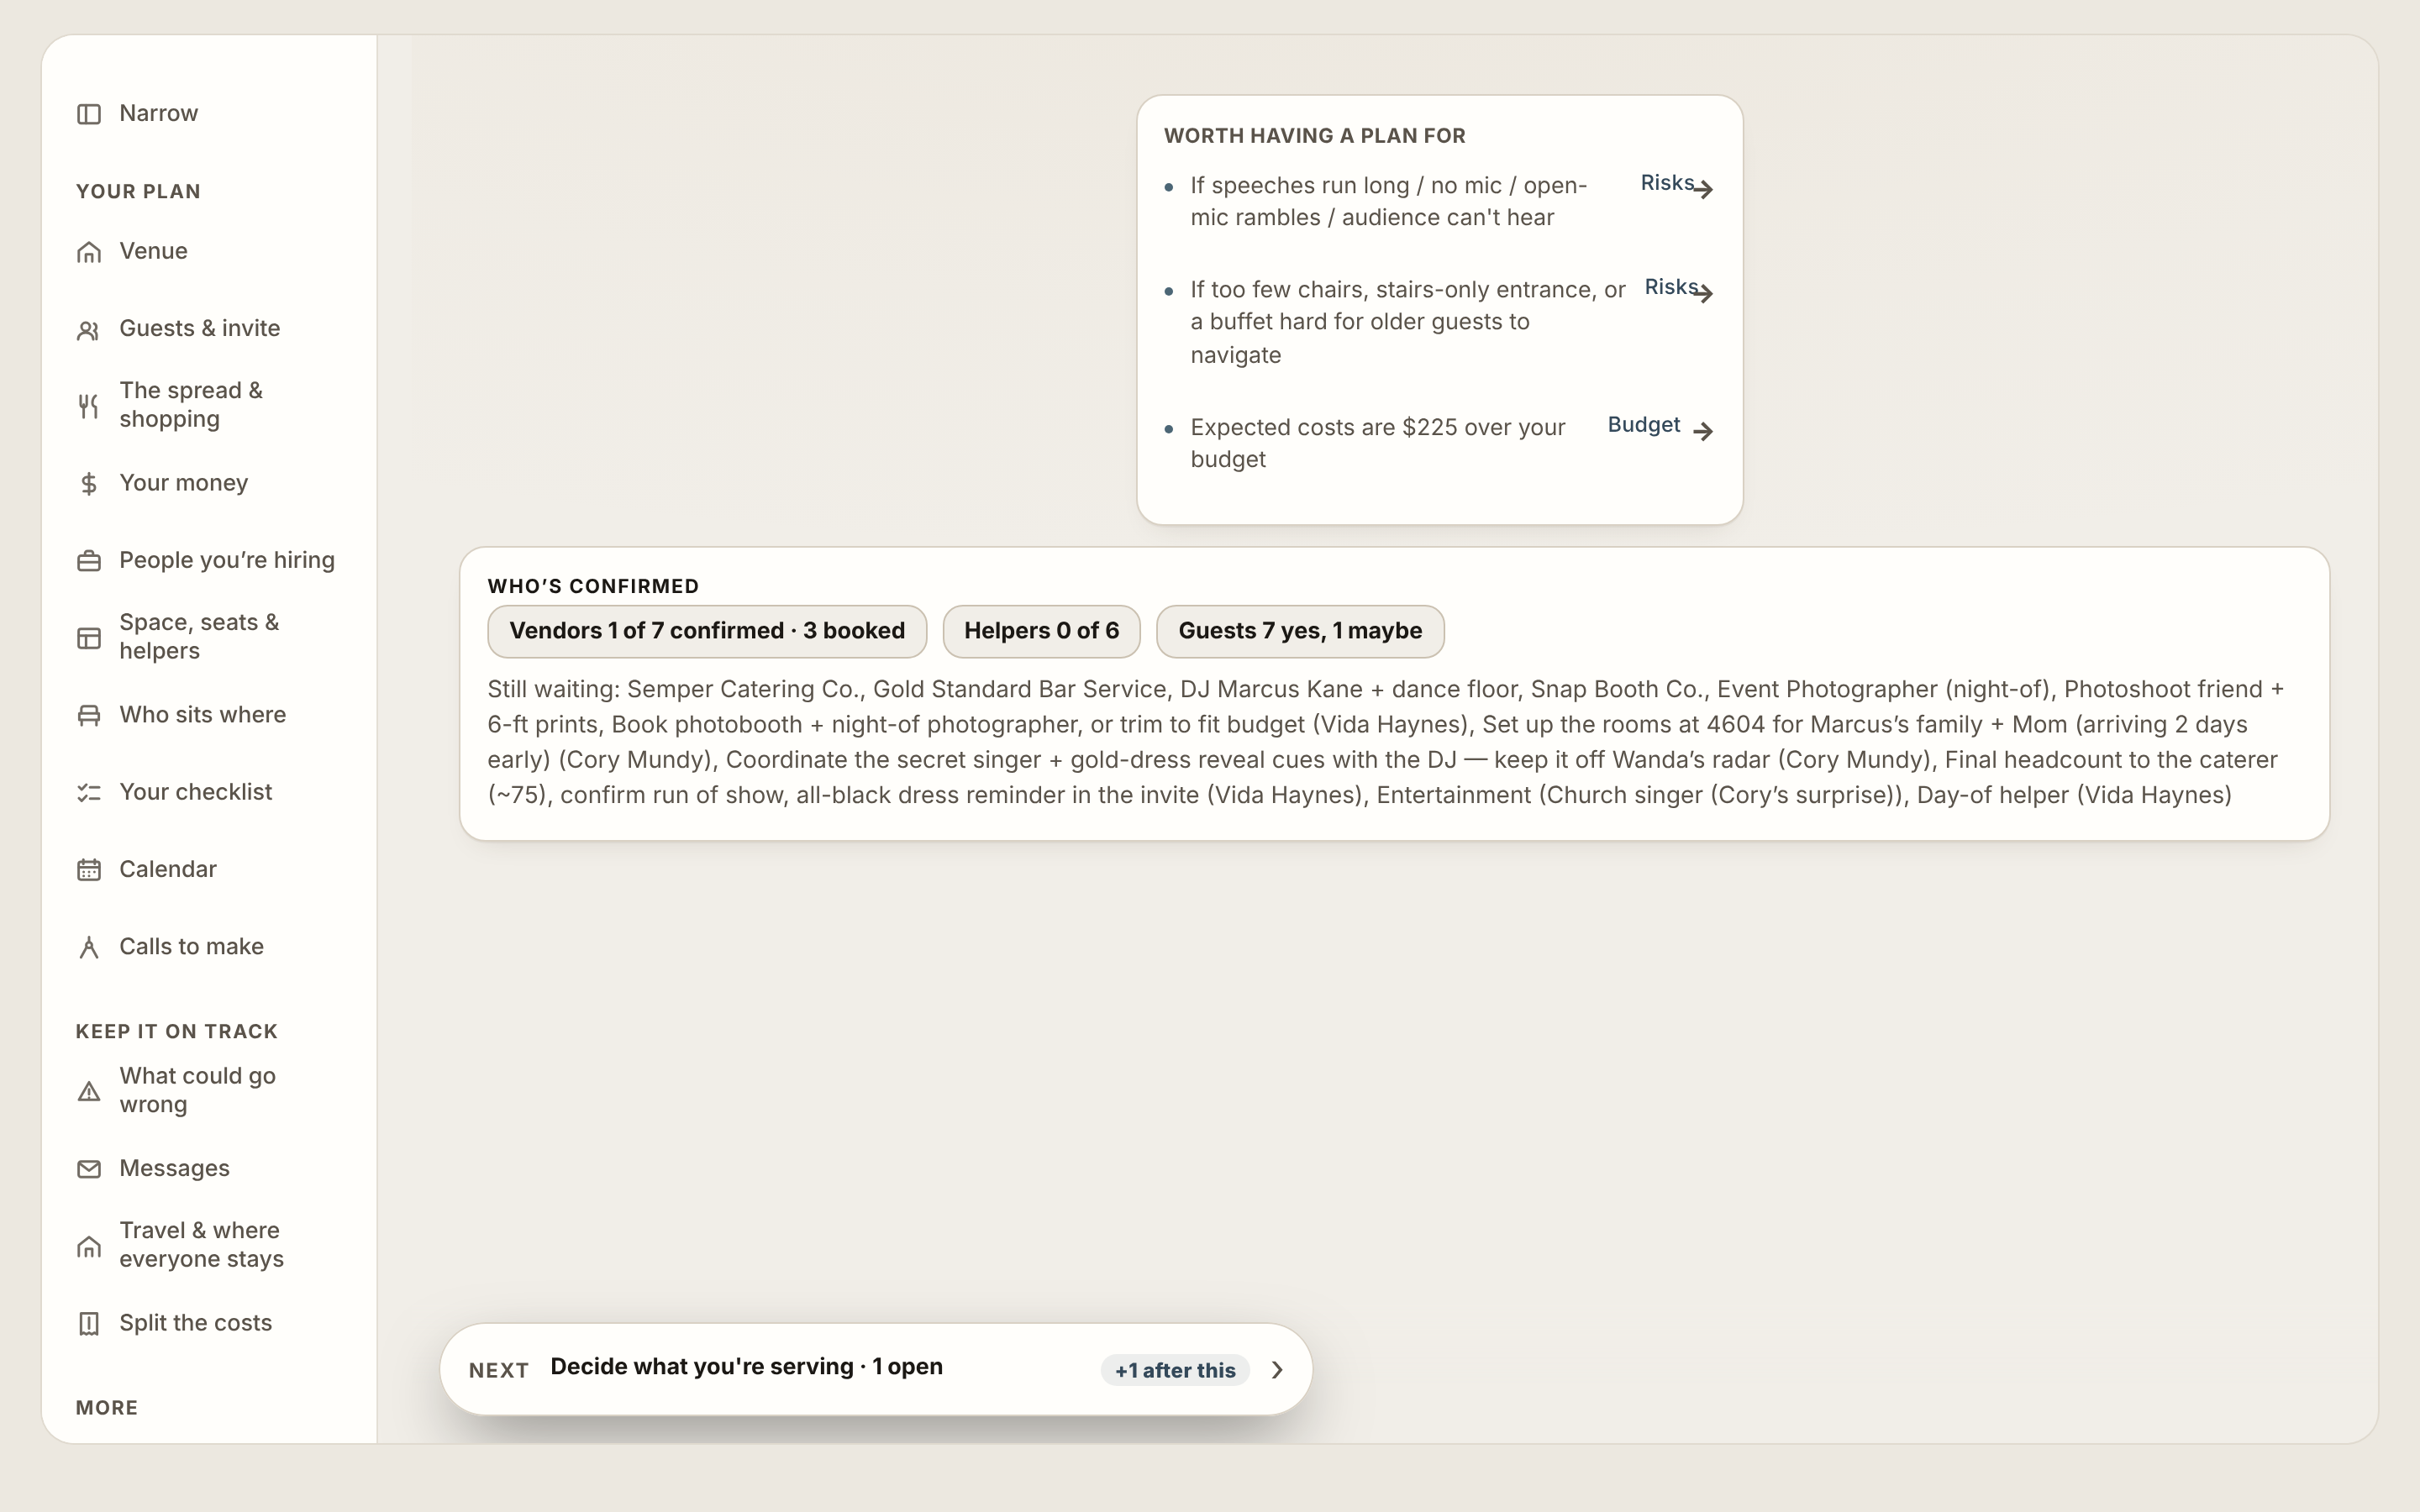 Narrow
YOUR PLAN
Venue
Guests & invite
The spread &
shopping
Your money
People you’re hiring
Space, seats &
helpers
Who sits where
Your checklist
Calendar
Calls to make
KEEP IT ON TRACK
What could go
wrong
Messages
Travel & where
everyone stays
Split the costs
MORE
WORTH HAVING A PLAN FOR
If speeches run long / no mic / open-
mic rambles / audience can't hear
Risks
If too few chairs, stairs-only entrance, or
a buffet hard for older guests to
navigate
Risks
Expected costs are $225 over your
budget
Budget
WHO’S CONFIRMED
Vendors 1 of 7 confirmed · 3 booked
Helpers 0 of 6
Guests 7 yes, 1 maybe
Still waiting: Semper Catering Co., Gold Standard Bar Service, DJ Marcus Kane + dance floor, Snap Booth Co., Event Photographer (night-of), Photoshoot friend +
6-ft prints, Book photobooth + night-of photographer, or trim to fit budget (Vida Haynes), Set up the rooms at 4604 for Marcus’s family + Mom (arriving 2 days
early) (Cory Mundy), Coordinate the secret singer + gold-dress reveal cues with the DJ — keep it off Wanda’s radar (Cory Mundy), Final headcount to the caterer
(~75), confirm run of show, all-black dress reminder in the invite (Vida Haynes), Entertainment (Church singer (Cory’s surprise)), Day-of helper (Vida Haynes)
NEXT
Decide what you're serving · 1 open
+1 after this